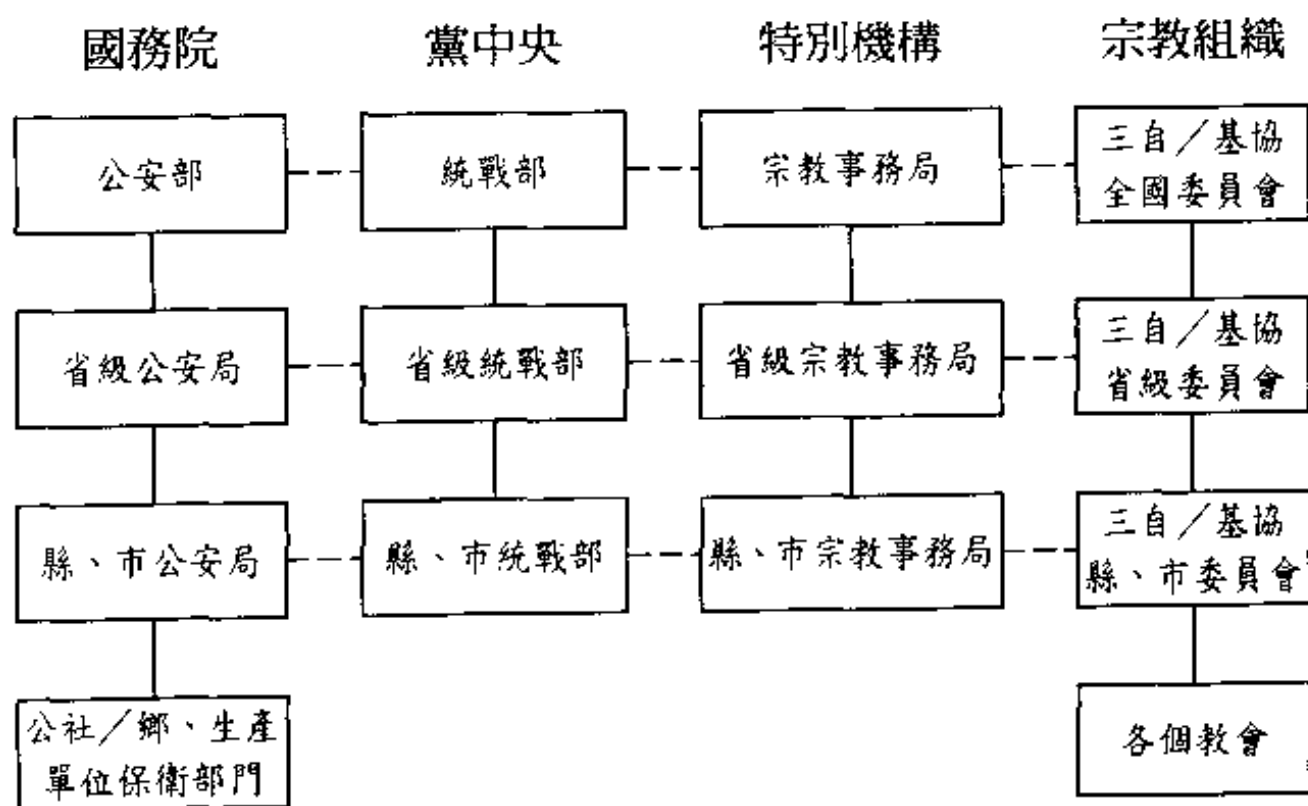 國務院
黨中央
特別機構
宗教組織
公安部
統戰部
宗教事務局
三自／基協
全國委員會
省級公安局
省級統戰部
省級宗教事務局
三自／基協
省級委員會
縣、市公安局
縣、市統戰部
縣、市宗教事務局
三自／基協
縣、市委員會
公社／鄉、生產
單位保衛部門
各個教會